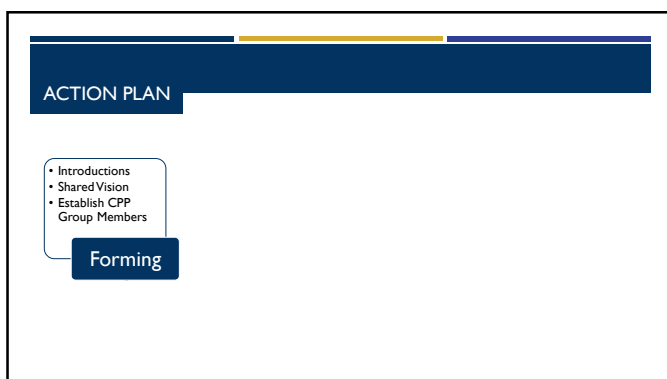 ACTION PLAN
• Introductions
• Shared Vision
• Establish CPP
Group Members
Forming